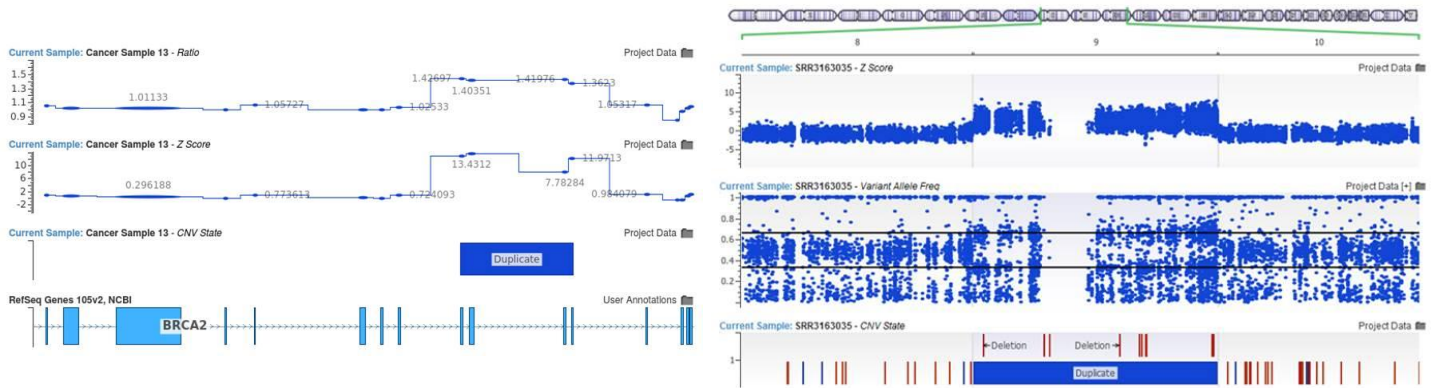 Current Sample: Cancer Sample 13 - Ratio Project Data
1.5
1.3
1.1
0.9
1.01133
1.05727
1.02533
1.42697
1.40351
1.41976
1.3623
1.05317
Current Sample: Cancer Sample 13 - Z Score Project Data
10
6
2
-2
0.296188
0.773613
0.724093
13.4312
7.78284
11.9713
0.984079
Current Sample: Cancer Sample 13 - CNV State Project Data
Duplicate
RefSeq Genes 105v2, NCBI User Annotations
BRCA2
8 9 10
Current Sample: SRR3163035 - Z Score Project Data
10
5
0
-5
Current Sample: SRR3163035 - Variant Allele Freq Project Data [+]
1
0.8
0.6
0.4
0.2
Current Sample: SRR3163035 - CNV State Project Data
Deletion Deletion
1
Duplicate